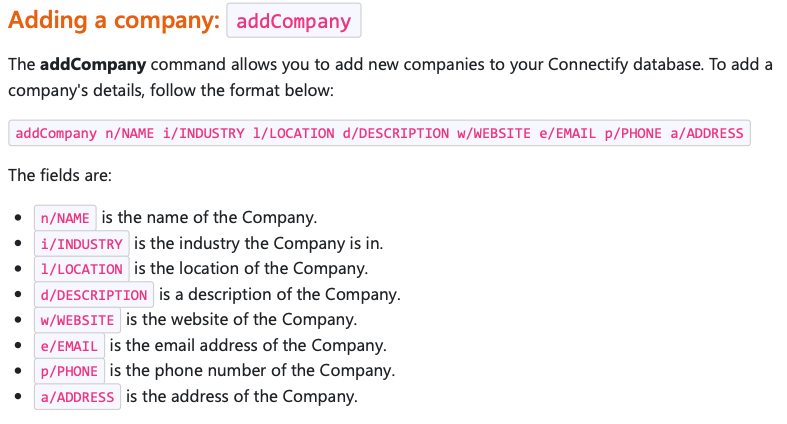 Adding a company: addCompany
The addCompany command allows you to add new companies to your Connectify database. To add a
company's details, follow the format below:
addCompany n/NAME i/INDUSTRY l/LOCATION d/DESCRIPTION w/WEBSITE e/EMAIL p/PHONE a/ADDRESS
The fields are:
• n/NAME is the name of the Company.
• i/INDUSTRY is the industry the Company is in.
• l/LOCATION is the location of the Company.
• d/DESCRIPTION is a description of the Company.
• w/WEBSITE is the website of the Company.
• e/EMAIL is the email address of the Company.
• p/PHONE is the phone number of the Company.
• a/ADDRESS is the address of the Company.